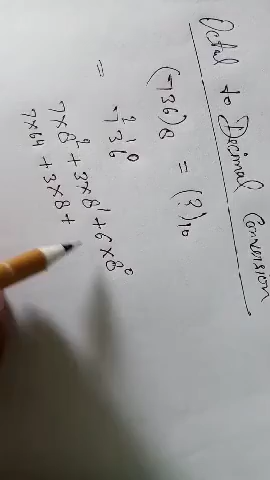 Octal to Decimal Conversion
(736)8 = (?)10
2 1 0
= 7 3 6
7×8² + 3×8¹ + 6×8⁰
7×64 + 3×8 +